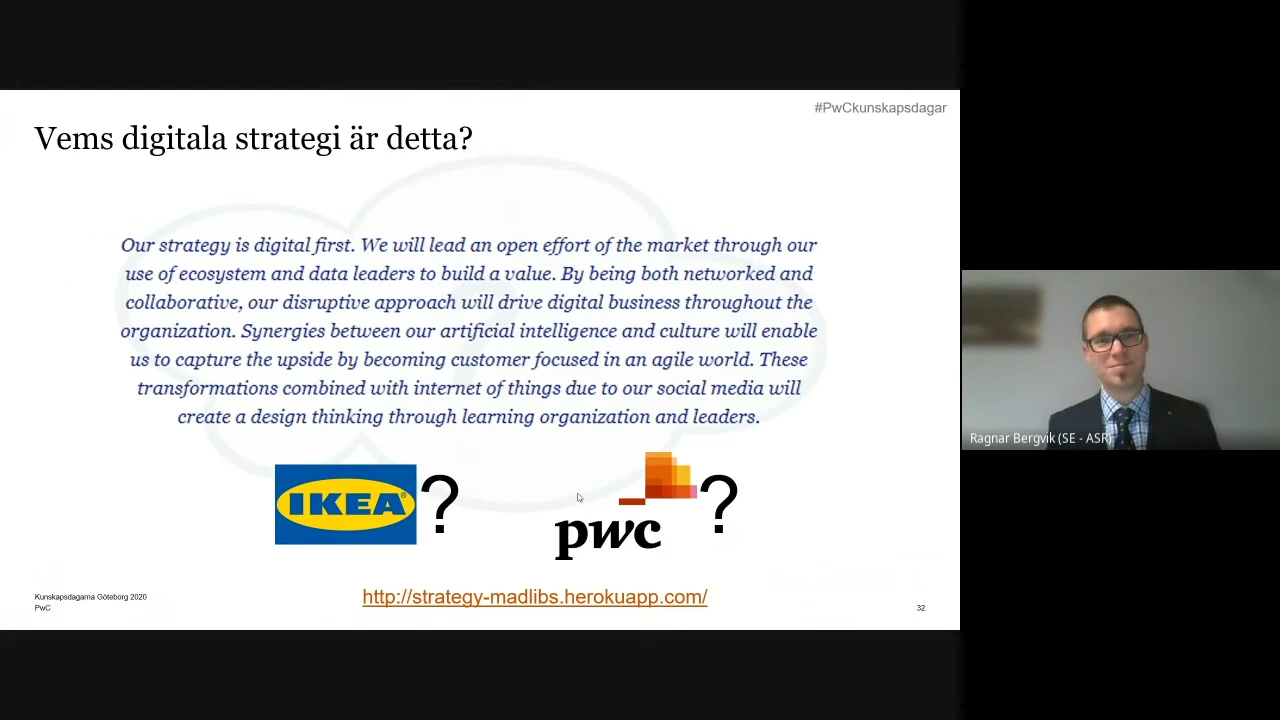 #PwCkunskapsdagar
Vems digitala strategi är detta?
Our strategy is digital first. We will lead an open effort of the market through our
use of ecosystem and data leaders to build a value. By being both networked and
collaborative, our disruptive approach will drive digital business throughout the
organization. Synergies between our artificial intelligence and culture will enable
us to capture the upside by becoming customer focused in an agile world. These
transformations combined with internet of things due to our social media will
create a design thinking through learning organization and leaders.
IKEA® ?
pwc ?
http://strategy-madlibs.herokuapp.com/
Kunskapsdagarna Göteborg 2020
PwC
32
Ragnar Bergvik (SE - ASR)